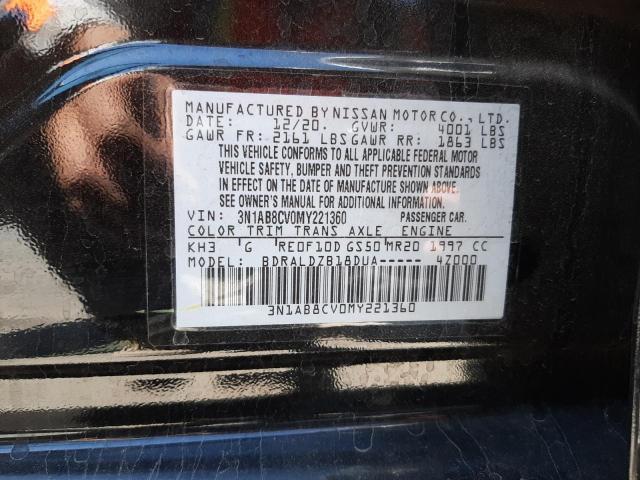 MANUFACTURED BY NISSAN MOTOR CO., LTD.
DATE: 12/20. GVWR: 4001 LBS
GAWR FR: 2161 LBS GAWR RR: 1863 LBS
THIS VEHICLE CONFORMS TO ALL APPLICABLE FEDERAL MOTOR
VEHICLE SAFETY, BUMPER AND THEFT PREVENTION STANDARDS
IN EFFECT ON THE DATE OF MANUFACTURE SHOWN ABOVE.
SEE OWNER'S MANUAL FOR ADDITIONAL INFORMATION.
VIN: 3N1AB8CV0MY221360 PASSENGER CAR.
COLOR TRIM TRANS AXLE ENGINE
KH3 G RE0F10D GS50 MR20 1997 CC
MODEL: BDRALDZB18DUA----- 4Z000
3N1AB8CV0MY221360